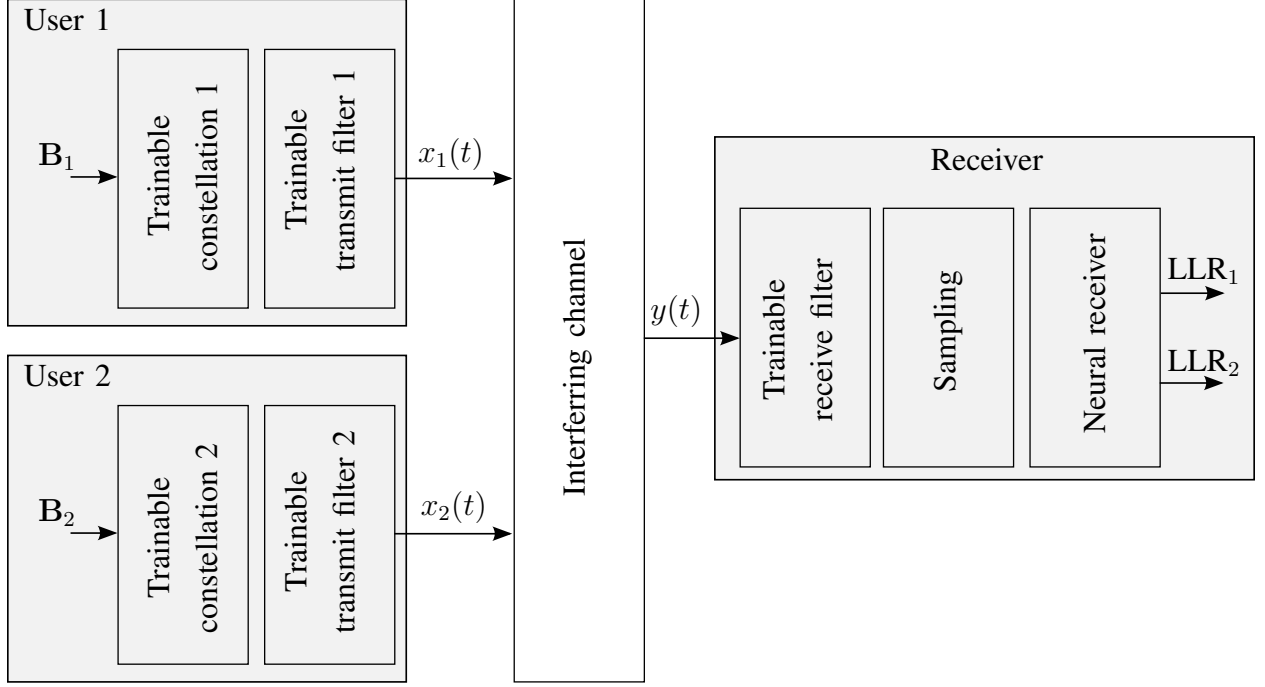 User 1
B₁
Trainable
constellation 1
Trainable
transmit filter 1
x₁(t)
User 2
B₂
Trainable
constellation 2
Trainable
transmit filter 2
x₂(t)
Interferring channel
y(t)
Receiver
Trainable
receive filter
Sampling
Neural receiver
LLR₁
LLR₂